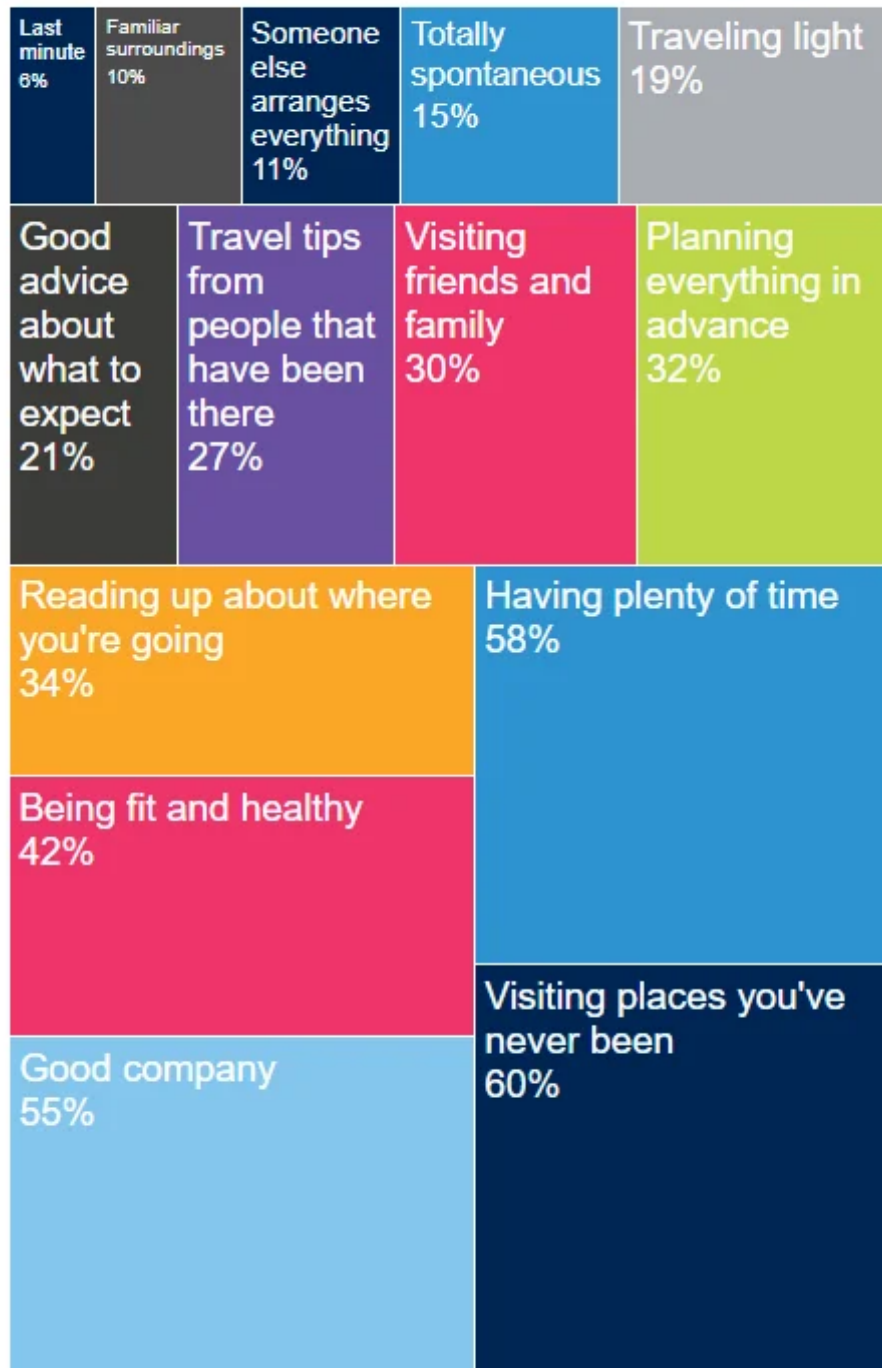 Last
minute
6%
Familiar
surroundings
10%
Someone
else
arranges
everything
11%
Totally
spontaneous
15%
Traveling light
19%
Good
advice
about
what to
expect
21%
Travel tips
from
people that
have been
there
27%
Visiting
friends and
family
30%
Planning
everything in
advance
32%
Reading up about where
you're going
34%
Having plenty of time
58%
Being fit and healthy
42%
Visiting places you've
never been
60%
Good company
55%